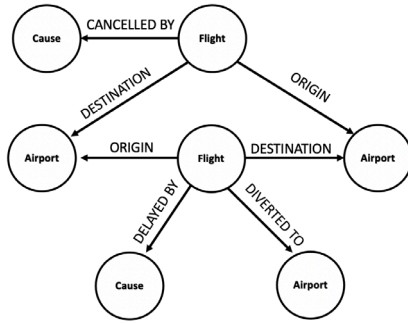 CANCELLED BY
Cause
Flight
DESTINATION
ORIGIN
Airport
ORIGIN
Flight
DESTINATION
Airport
DELAYED BY
DIVERTED TO
Cause
Airport